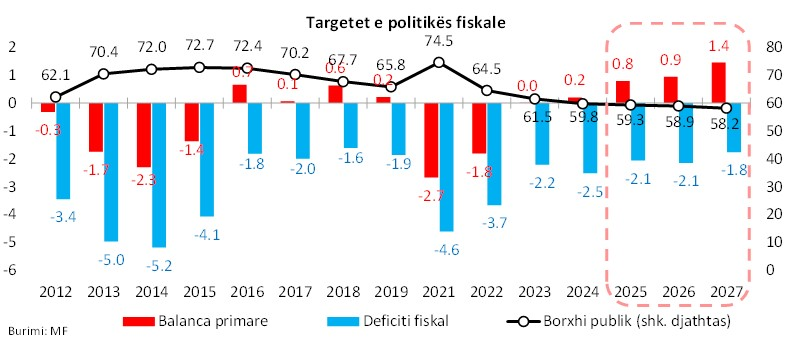 Targetet e politikës fiskale
2 80
1 70
0 60
-1 50
-2 40
-3 30
-4 20
-5 10
-6 0
62.1 70.4 72.0 72.7 72.4 70.2 67.7 65.8 74.5 64.5 61.5 59.8 59.3 58.9 58.2
-0.3 -1.7 -2.3 -1.4 0.7 0.1 0.6 0.2 -2.7 -1.8 0.0 0.2 0.8 0.9 1.4
-3.4 -5.0 -5.2 -4.1 -1.8 -2.0 -1.6 -1.9 -4.6 -3.7 -2.2 -2.5 -2.1 -2.1 -1.8
2012 2013 2014 2015 2016 2017 2018 2019 2021 2022 2023 2024 2025 2026 2027
Balanca primare Deficiti fiskal Borxhi publik (shk. djathtas)
Burimi: MF